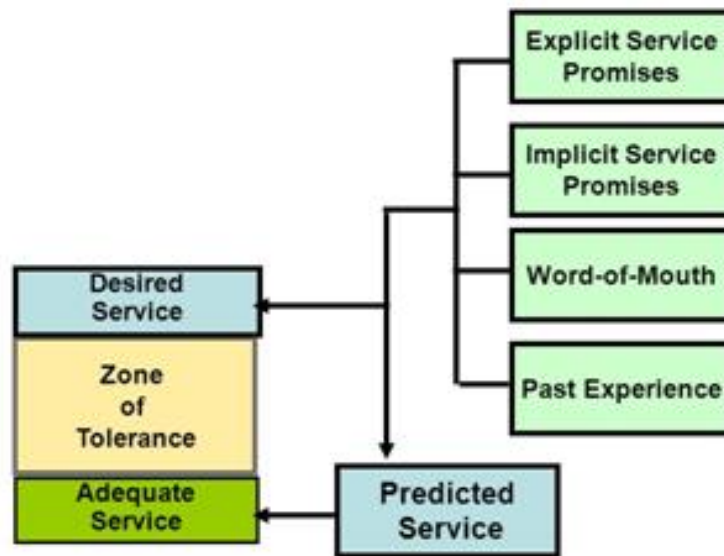 Explicit Service
Promises
Implicit Service
Promises
Word-of-Mouth
Past Experience
Desired
Service
Zone
of
Tolerance
Adequate
Service
Predicted
Service